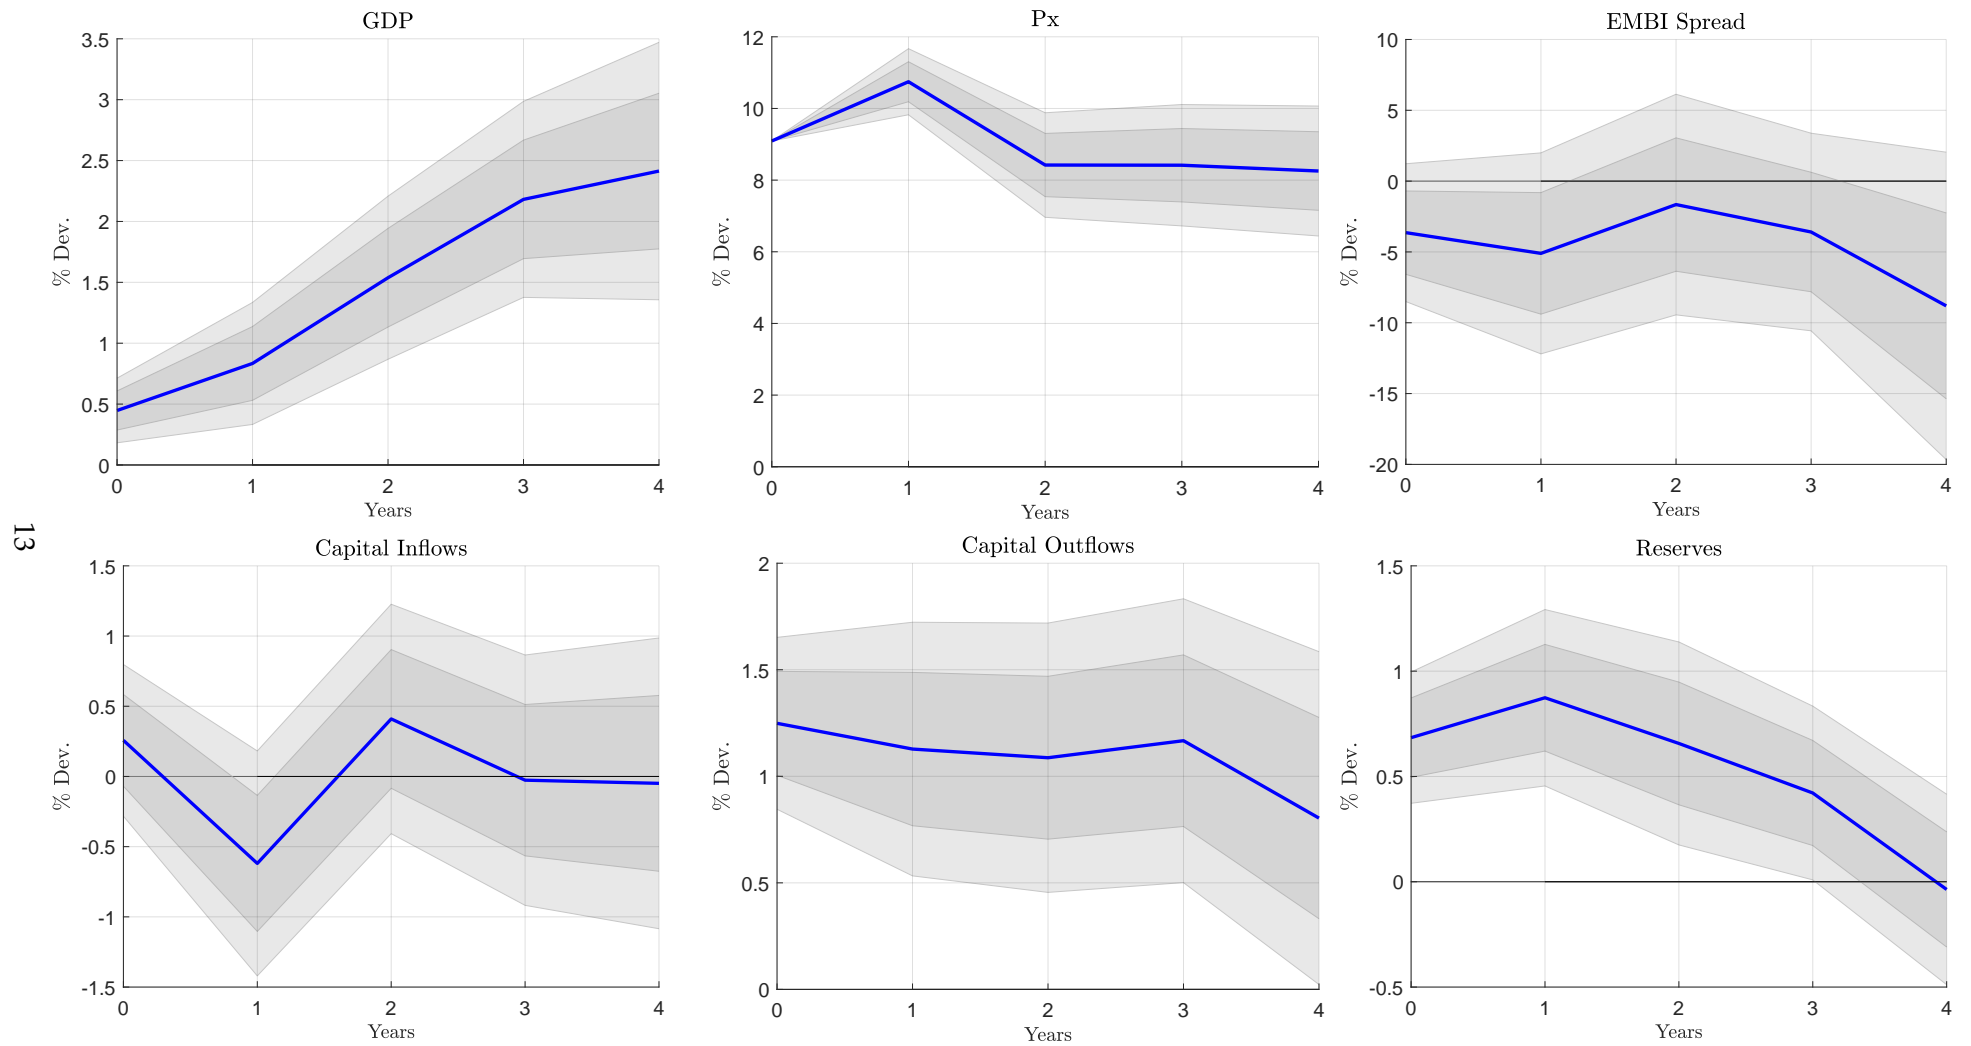 GDP
3.5
3
2.5
2
1.5
1
0.5
0
% Dev.
0 1 2 3 4
Years
Px
12
10
8
6
4
2
0
% Dev.
0 1 2 3 4
Years
EMBI Spread
10
5
0
-5
-10
-15
-20
% Dev.
0 1 2 3 4
Years
13
Capital Inflows
1.5
1
0.5
0
-0.5
-1
-1.5
% Dev.
0 1 2 3 4
Years
Capital Outflows
2
1.5
1
0.5
0
% Dev.
0 1 2 3 4
Years
Reserves
1.5
1
0.5
0
-0.5
% Dev.
0 1 2 3 4
Years